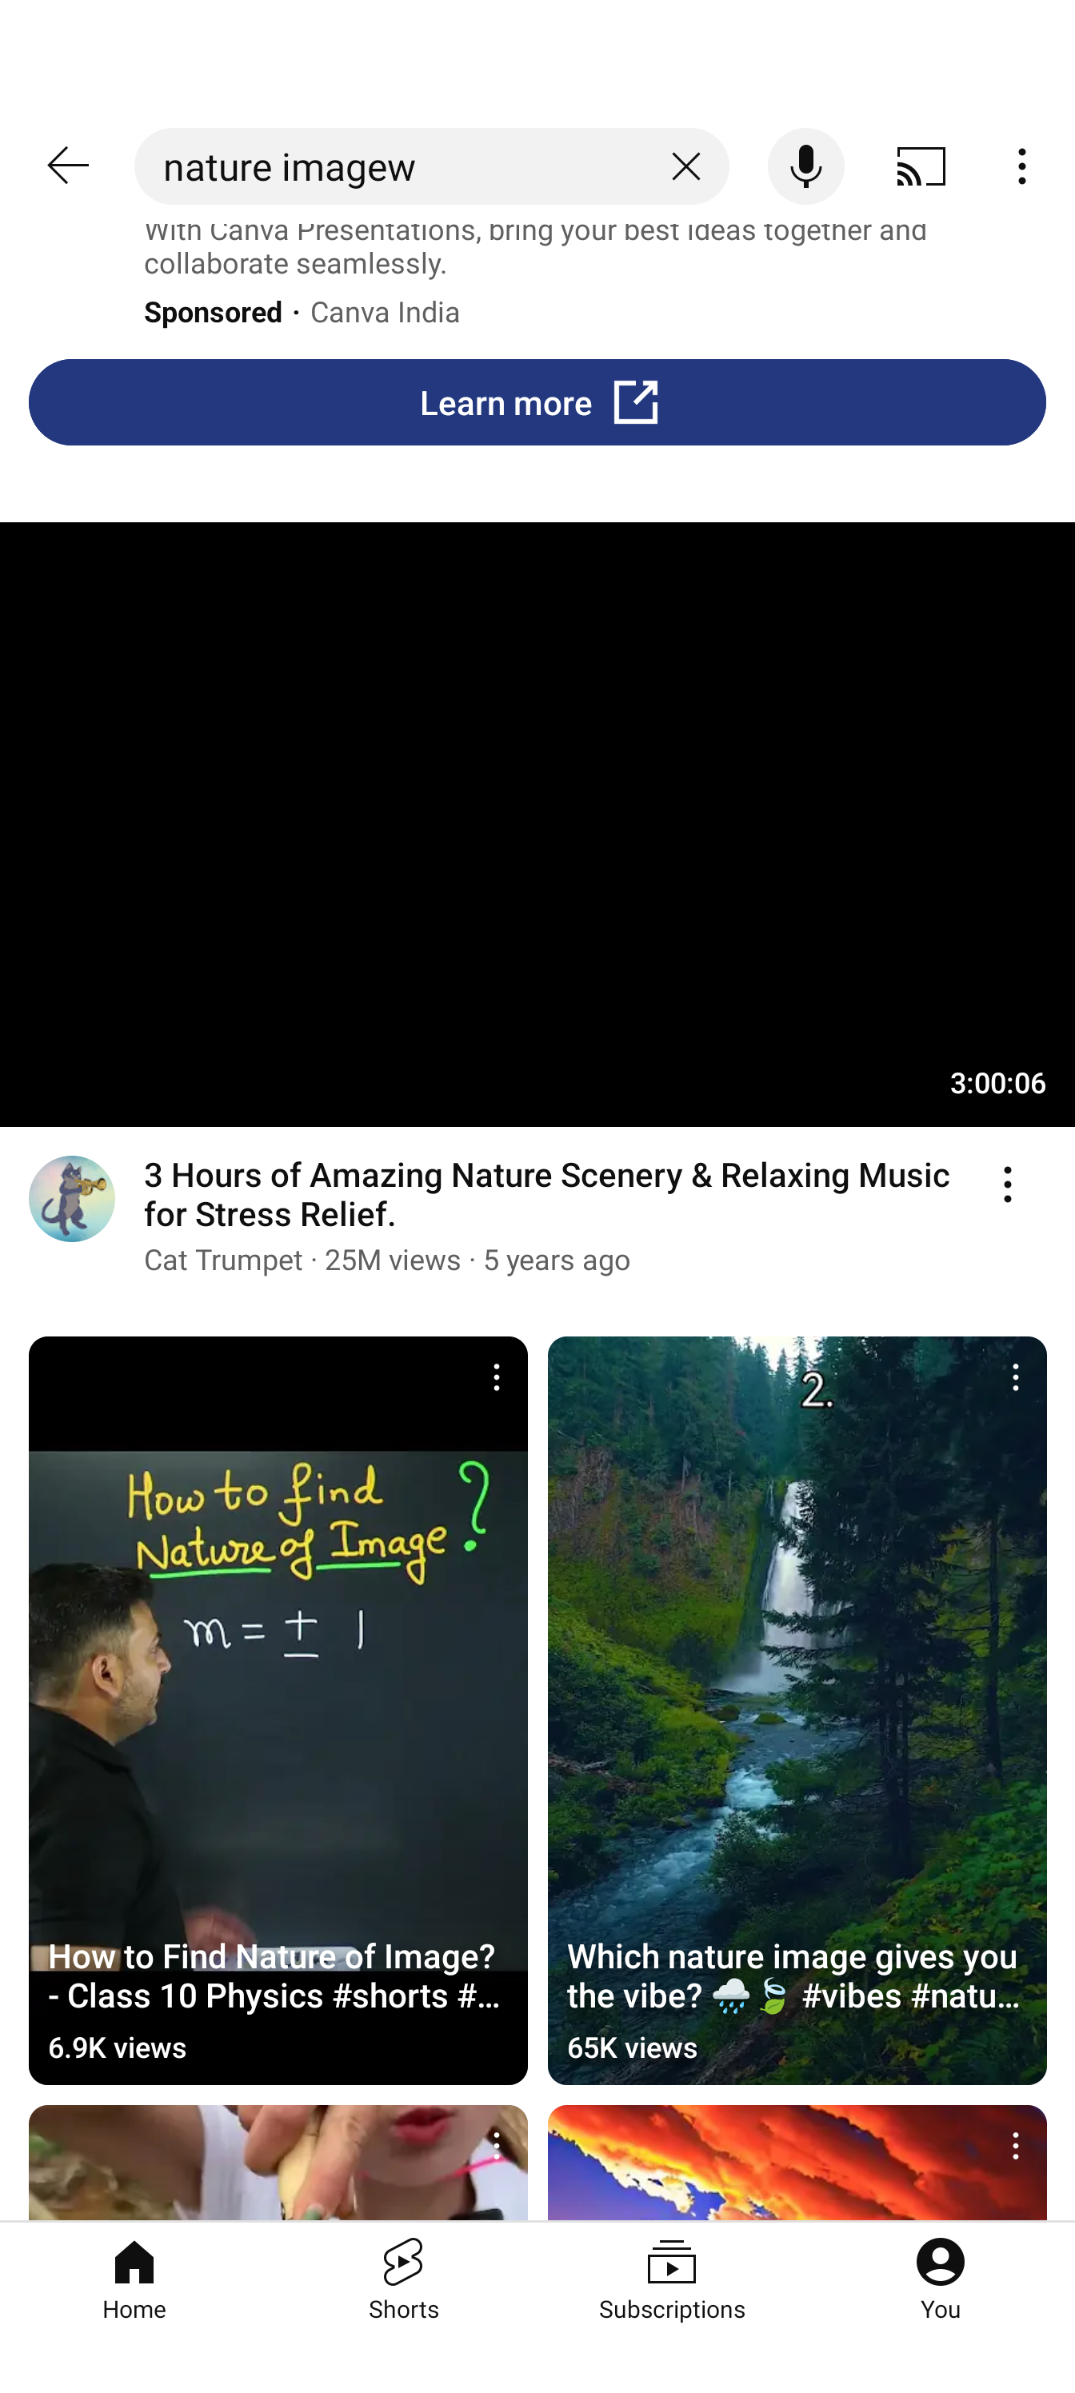 nature imagew
With Canva Presentations, bring your best ideas together and
collaborate seamlessly.
Sponsored · Canva India
Learn more
3:00:06
3 Hours of Amazing Nature Scenery & Relaxing Music
for Stress Relief.
Cat Trumpet · 25M views · 5 years ago
How to find
Nature of Image?
m = ± 1
How to Find Nature of Image?
- Class 10 Physics #shorts #...
6.9K views
2.
Which nature image gives you
the vibe? 🌧️🍃 #vibes #natu...
65K views
Home
Shorts
Subscriptions
You